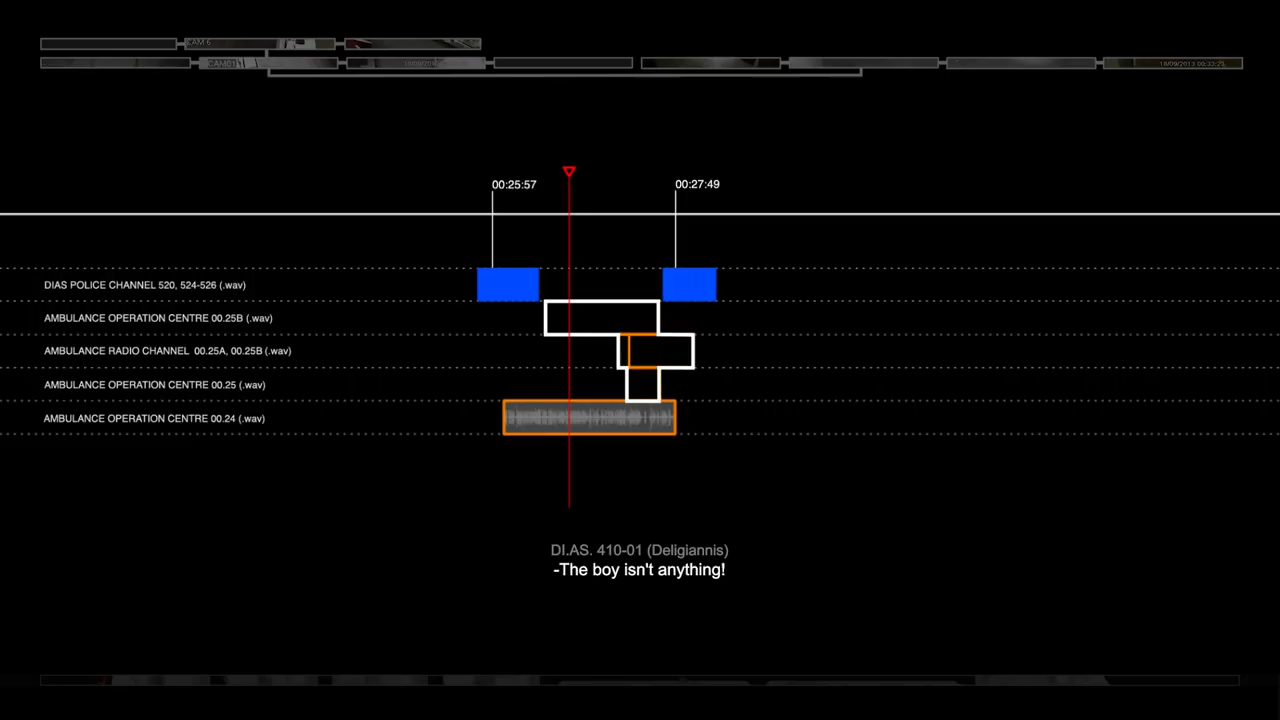 CAM 6
CAM01
18/09/2013 00:33:23
00:25:57
00:27:49
DIAS POLICE CHANNEL 520, 524-526 (.wav)
AMBULANCE OPERATION CENTRE 00.25B (.wav)
AMBULANCE RADIO CHANNEL 00.25A, 00.25B (.wav)
AMBULANCE OPERATION CENTRE 00.25 (.wav)
AMBULANCE OPERATION CENTRE 00.24 (.wav)
DI.AS. 410-01 (Deligiannis)
-The boy isn't anything!